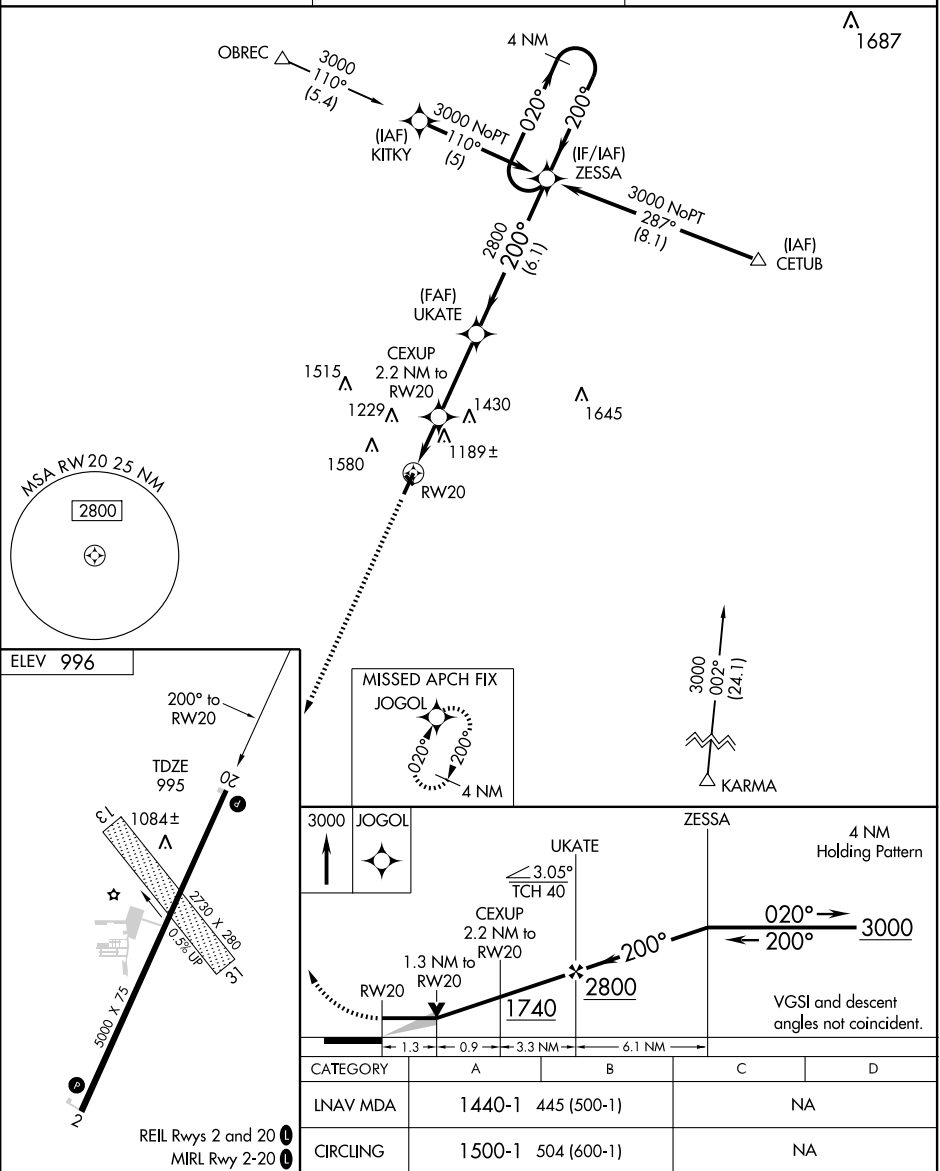 1687
OBREC
3000
110°
(5.4)
4 NM
020°
200°
(IAF)
KITKY
3000 NoPT
110°
(5)
(IF/IAF)
ZESSA
3000 NoPT
287°
(8.1)
(IAF)
CETUB
2800
200°
(6.1)
(FAF)
UKATE
CEXUP
2.2 NM to
RW20
1515
1229
1430
1645
1580
1189±
RW20
MSA RW20 25 NM
2800
3000
002°
(24.1)
KARMA
MISSED APCH FIX
JOGOL
020°
200°
4 NM
ELEV 996
200° to
RW20
TDZE
995
20
P
13
1084±
2730 X 280
0.5% UP
31
5000 X 75
P
2
REIL Rwys 2 and 20 L
MIRL Rwy 2-20 L
3000 JOGOL
ZESSA
4 NM
Holding Pattern
UKATE
3.05°
TCH 40
CEXUP
2.2 NM to
RW20
1.3 NM to
RW20
RW20
020°
200°
3000
200°
2800
1740
VGSI and descent
angles not coincident.
1.3 0.9 3.3 NM 6.1 NM
CATEGORY A B C D
LNAV MDA 1440-1 445 (500-1) NA
CIRCLING 1500-1 504 (600-1) NA